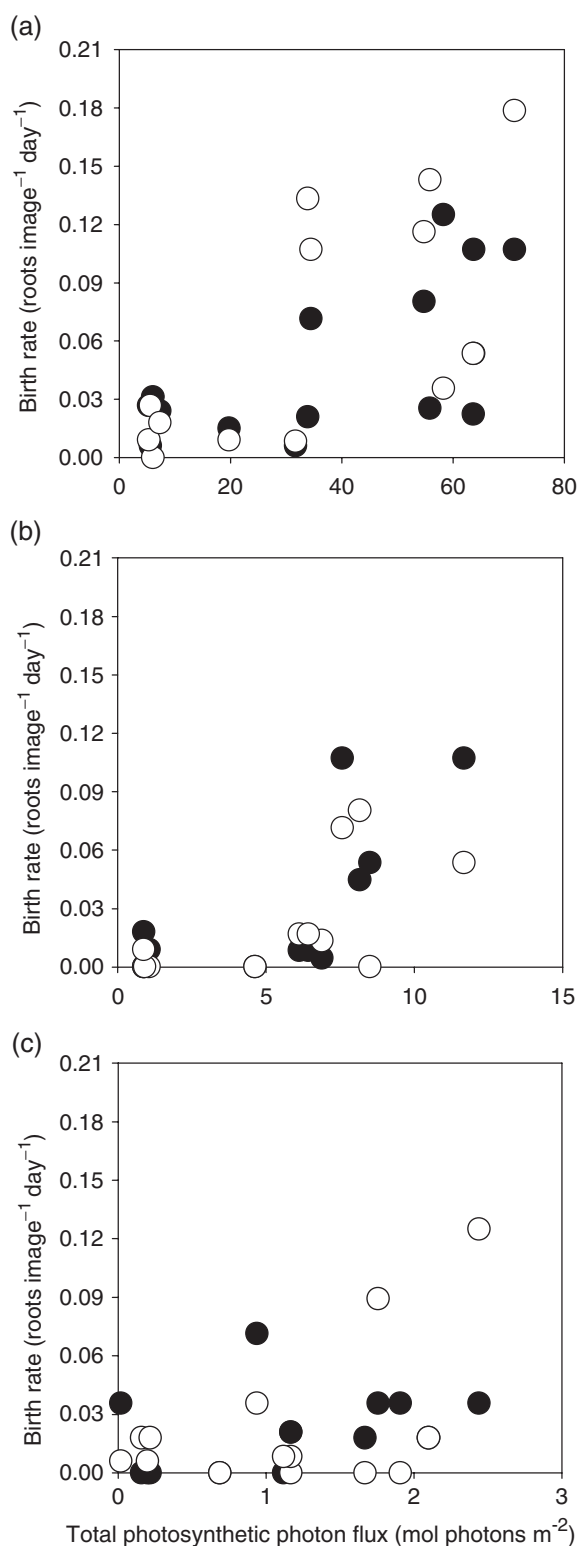 (a)
0.21
0.18
0.15
0.12
0.09
0.06
0.03
0.00
Birth rate (roots image⁻¹ day⁻¹)
0 20 40 60 80
(b)
0.21
0.18
0.15
0.12
0.09
0.06
0.03
0.00
Birth rate (roots image⁻¹ day⁻¹)
0 5 10 15
(c)
0.21
0.18
0.15
0.12
0.09
0.06
0.03
0.00
Birth rate (roots image⁻¹ day⁻¹)
0 1 2 3
Total photosynthetic photon flux (mol photons m⁻²)